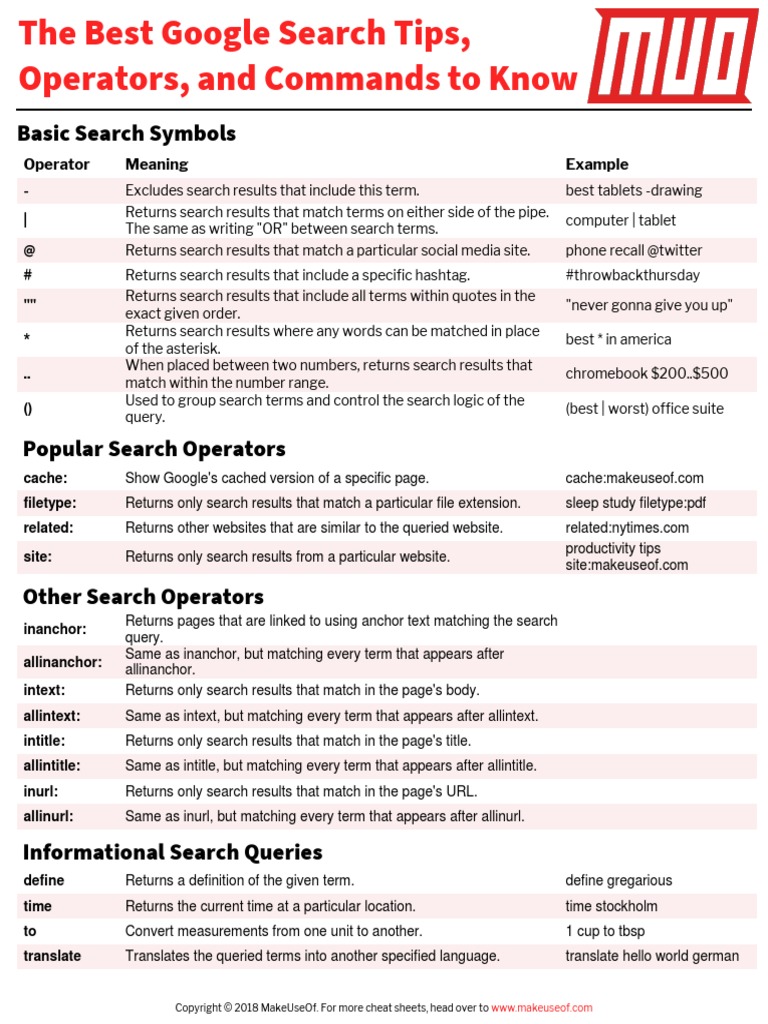 The Best Google Search Tips,
Operators, and Commands to Know
MUO
Basic Search Symbols
Operator Meaning Example
- Excludes search results that include this term. best tablets -drawing
| Returns search results that match terms on either side of the pipe.
The same as writing "OR" between search terms. computer | tablet
@ Returns search results that match a particular social media site. phone recall @twitter
# Returns search results that include a specific hashtag. #throwbackthursday
"" Returns search results that include all terms within quotes in the
exact given order. "never gonna give you up"
* Returns search results where any words can be matched in place
of the asterisk. best * in america
.. When placed between two numbers, returns search results that
match within the number range. chromebook $200..$500
() Used to group search terms and control the search logic of the
query. (best | worst) office suite
Popular Search Operators
cache: Show Google's cached version of a specific page. cache:makeuseof.com
filetype: Returns only search results that match a particular file extension. sleep study filetype:pdf
related: Returns other websites that are similar to the queried website. related:nytimes.com
site: Returns only search results from a particular website. productivity tips
site:makeuseof.com
Other Search Operators
inanchor: Returns pages that are linked to using anchor text matching the search
query.
allinanchor: Same as inanchor, but matching every term that appears after
allinanchor.
intext: Returns only search results that match in the page's body.
allintext: Same as intext, but matching every term that appears after allintext.
intitle: Returns only search results that match in the page's title.
allintitle: Same as intitle, but matching every term that appears after allintitle.
inurl: Returns only search results that match in the page's URL.
allinurl: Same as inurl, but matching every term that appears after allinurl.
Informational Search Queries
define Returns a definition of the given term. define gregarious
time Returns the current time at a particular location. time stockholm
to Convert measurements from one unit to another. 1 cup to tbsp
translate Translates the queried terms into another specified language. translate hello world german
Copyright © 2018 MakeUseOf. For more cheat sheets, head over to www.makeuseof.com